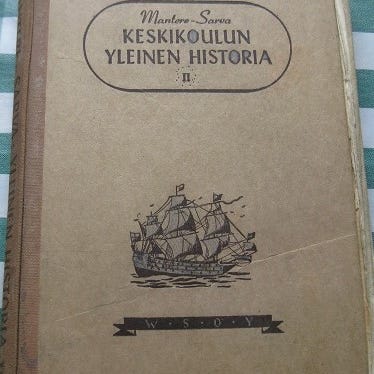 Mantere-Sarva
KESKIKOULUN
YLEINEN HISTORIA
II
W·S·O·Y